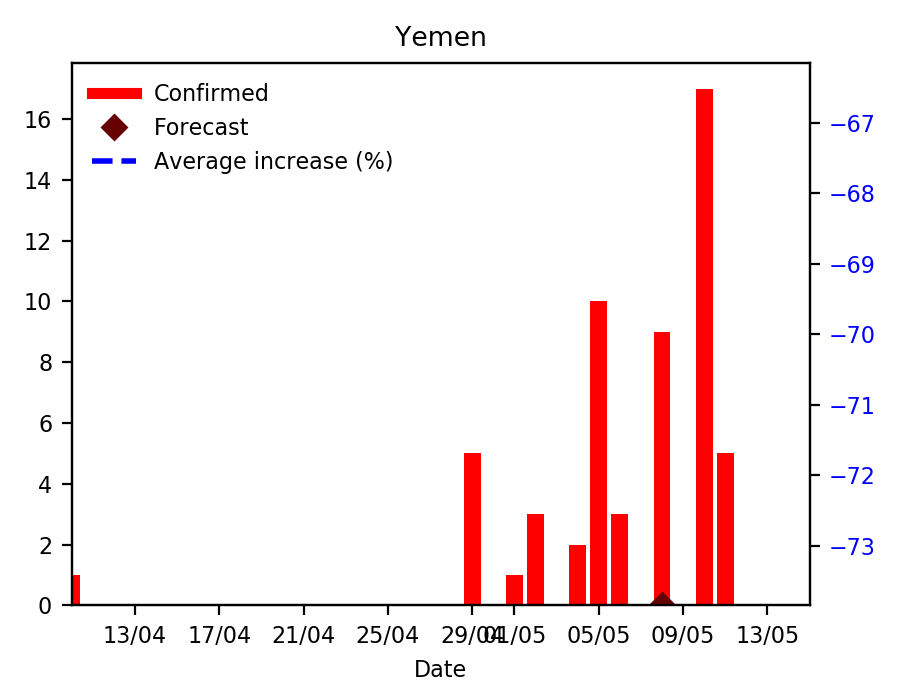 Yemen
Confirmed
Forecast
Average increase (%)
16
14
12
10
8
6
4
2
0
−67
−68
−69
−70
−71
−72
−73
13/04 17/04 21/04 25/04 29/04 01/05 05/05 09/05 13/05
Date